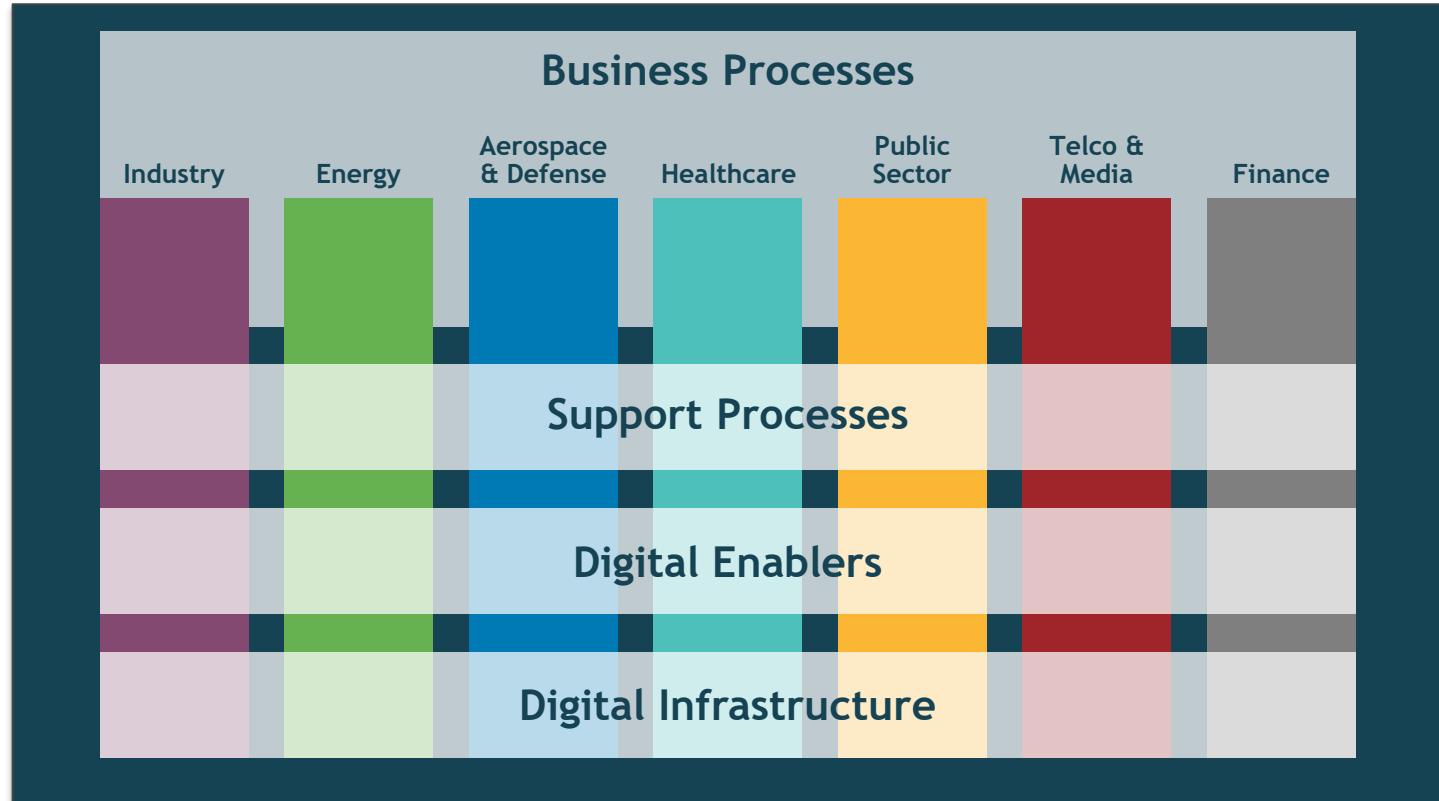 Business Processes
Industry
Energy
Aerospace
& Defense
Healthcare
Public
Sector
Telco &
Media
Finance
Support Processes
Digital Enablers
Digital Infrastructure